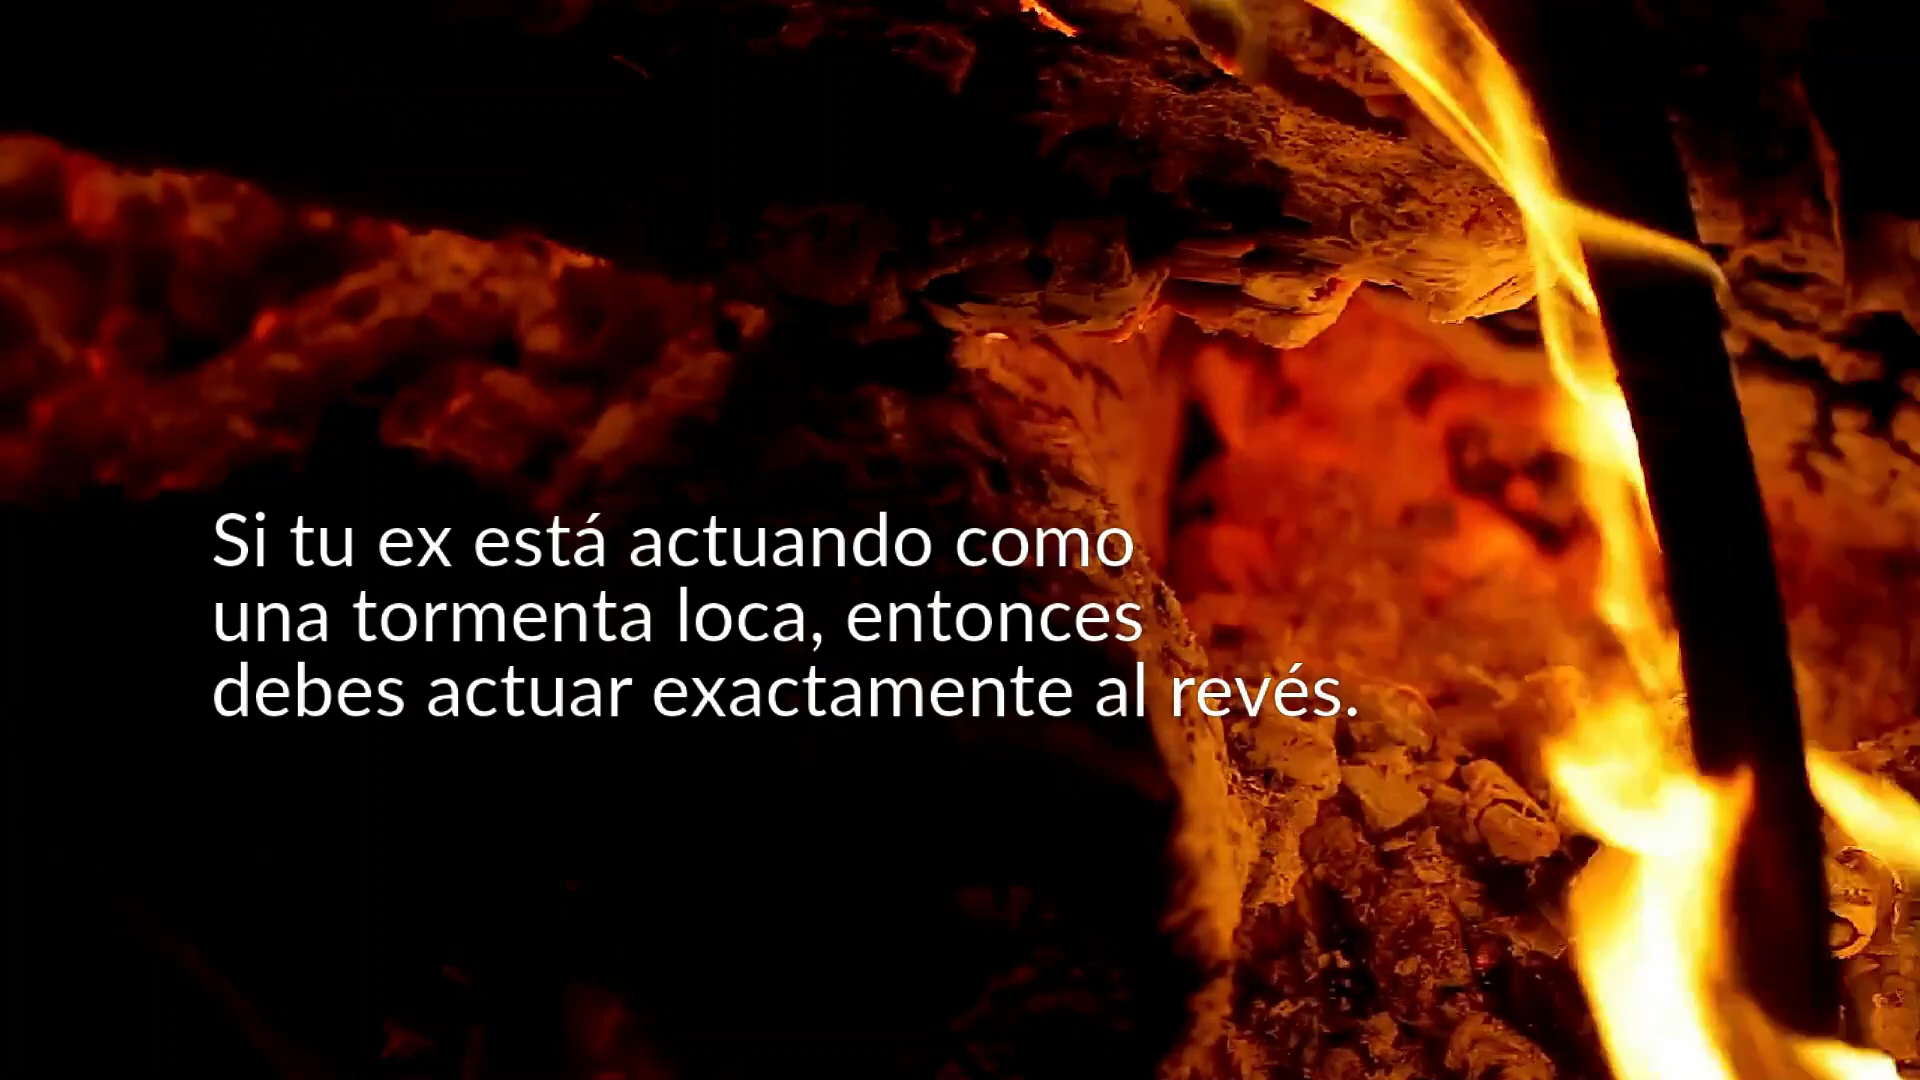 Si tu ex está actuando como
una tormenta loca, entonces
debes actuar exactamente al revés.